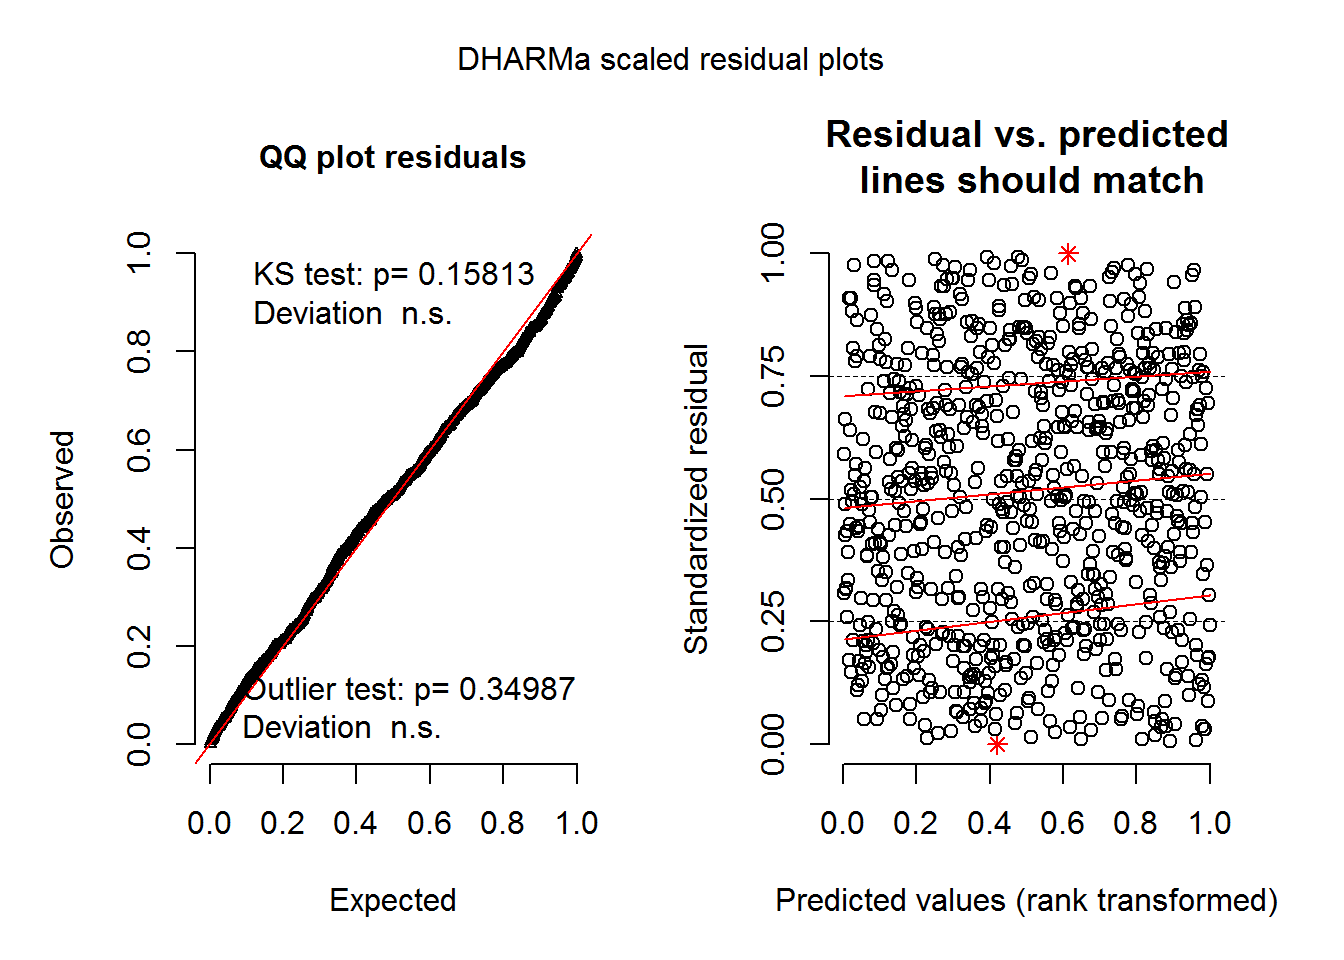 DHARMa scaled residual plots
QQ plot residuals
KS test: p= 0.15813
Deviation n.s.
Outlier test: p= 0.34987
Deviation n.s.
Observed
0.0 0.2 0.4 0.6 0.8 1.0
0.0 0.2 0.4 0.6 0.8 1.0
Expected
Residual vs. predicted
lines should match
Standardized residual
0.00 0.25 0.50 0.75 1.00
0.0 0.2 0.4 0.6 0.8 1.0
Predicted values (rank transformed)